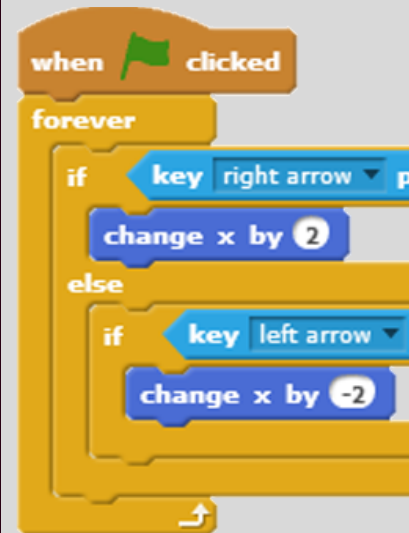 when clicked
forever
if key right arrow p
change x by 2
else
if key left arrow
change x by -2